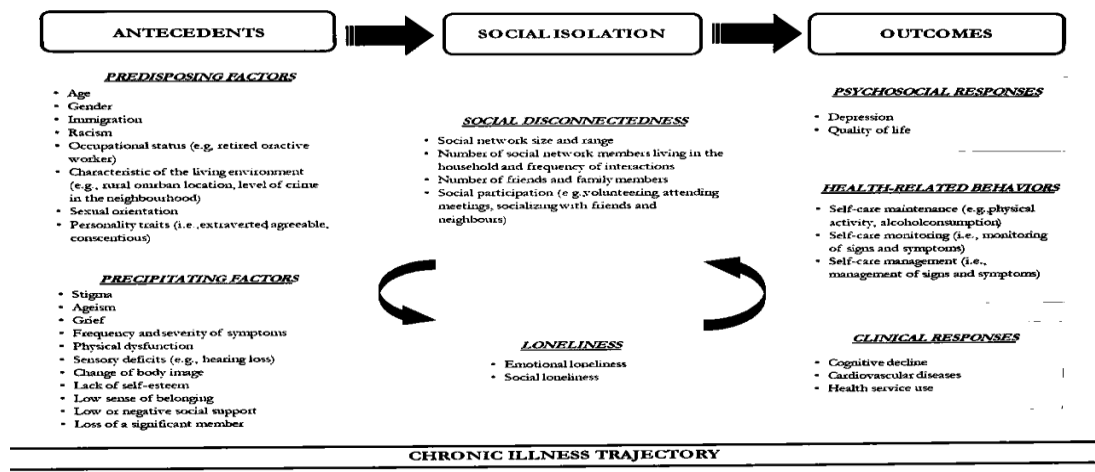 ANTECEDENTS
SOCIAL ISOLATION
OUTCOMES
PREDISPOSING FACTORS
• Age
• Gender
• Immigration
• Racism
• Occupational status (e.g, retired oractive
worker)
• Characteristic of the living environment
(e.g., rural onurban location, level of crime
in the neighbourhood)
• Sexual orientation
• Personality traits (i.e.,extraverted agreeable,
conscentious)
PRECIPITATING FACTORS
• Stigma
• Ageism
• Grief
• Frequency and severity of symptoms
• Physical dysfunction
• Sensory deficits (e.g., hearing loss)
• Change of body image
• Lack of self-esteem
• Low sense of belonging
• Low or negative social support
• Loss of a significant member
SOCIAL DISCONNECTEDNESS
• Social network size and range
• Number of social network members living in the
household and frequency of interactions
• Number of friends and family members
• Social participation (e.g.volunteering, attending
meetings, socializing with friends and
neighbours)
LONELINESS
• Emotional loneliness
• Social loneliness
PSYCHOSOCIAL RESPONSES
• Depression
• Quality of life
HEALTH-RELATED BEHAVIORS
• Self-care maintenance (e.g.,physical
activity, alcoholconsumption)
• Self-care monitoring (i.e., monitoring
of signs and symptoms)
• Self-care management (i.e.,
management of signs and symptoms)
CLINICAL RESPONSES
• Cognitive decline
• Cardiovascular diseases
• Health service use
CHRONIC ILLNESS TRAJECTORY